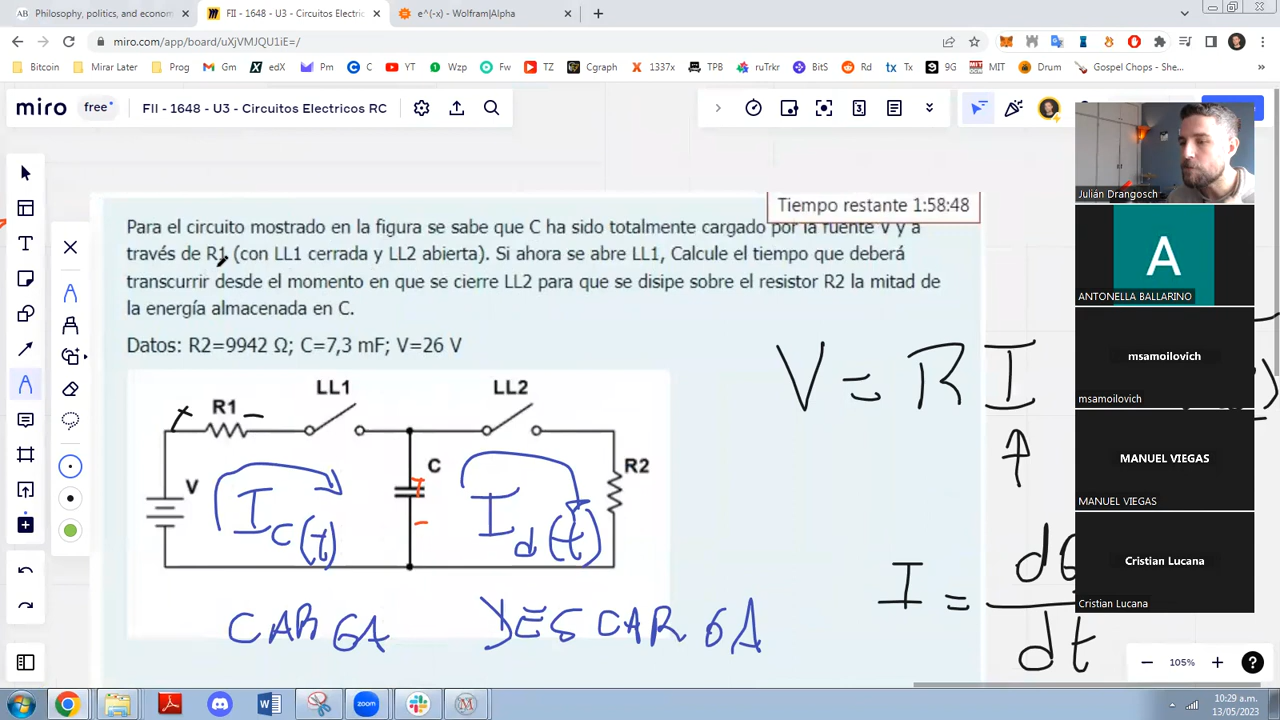 Philosophy, politics, and econom
FII - 1648 - U3 - Circuitos Electric
e^(-x) - Wolfram|Alpha
miro.com/app/board/uXjVMJQU1iE=/
Bitcoin
Mirar Later
Prog
Gm
edX
Pm
C
YT
Wzp
Fw
TZ
Cgraph
1337x
TPB
BitS
ruTrkr
Rd
Tz
9G
MIT
Drum
Gospel Chops - She...
miro free FII - 1648 - U3 - Circuitos Electricos RC
Tiempo restante 1:58:48
Para el circuito mostrado en la figura se sabe que C ha sido totalmente cargado por la fuente V y a
través de R1 (con LL1 cerrada y LL2 abierta). Si ahora se abre LL1, Calcule el tiempo que deberá
transcurrir desde el momento en que se cierre LL2 para que se disipe sobre el resistor R2 la mitad de
la energía almacenada en C.
Datos: R2=9942 Ω; C=7,3 mF; V=26 V
LL1
LL2
+ R1 -
C
R2
V
+
-
Ic(t)
Id(t)
CARGA
DESCARGA
V = R I
I =
dt
Julián Drangosch
A
ANTONELLA BALLARINO
msamoilovich
msamoilovich
MANUEL VIEGAS
MANUEL VIEGAS
Cristian Lucana
Cristian Lucana
105%
10:29 a.m.
13/05/2023